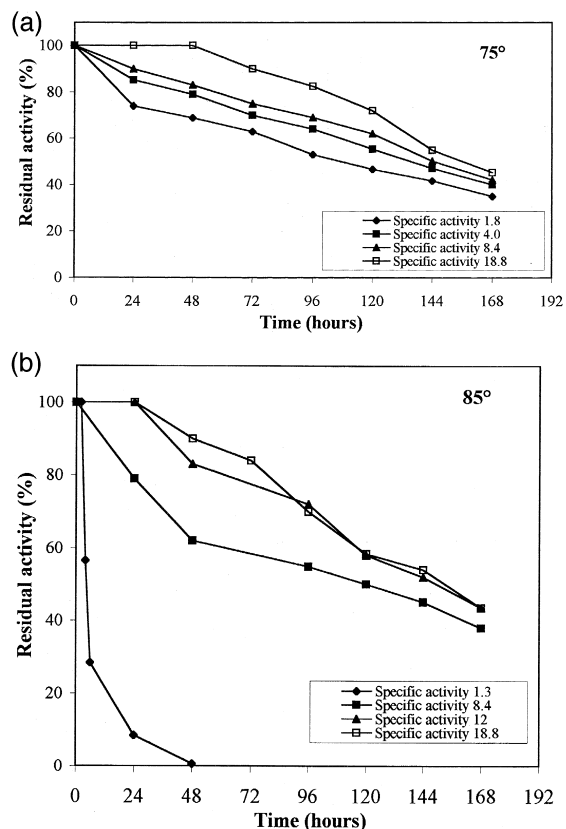 (a)
75°
Residual activity (%)
100
80
60
40
20
0
Specific activity 1.8
Specific activity 4.0
Specific activity 8.4
Specific activity 18.8
0 24 48 72 96 120 144 168 192
Time (hours)
(b)
85°
Residual activity (%)
100
80
60
40
20
0
Specific activity 1.3
Specific activity 8.4
Specific activity 12
Specific activity 18.8
0 24 48 72 96 120 144 168 192
Time (hours)